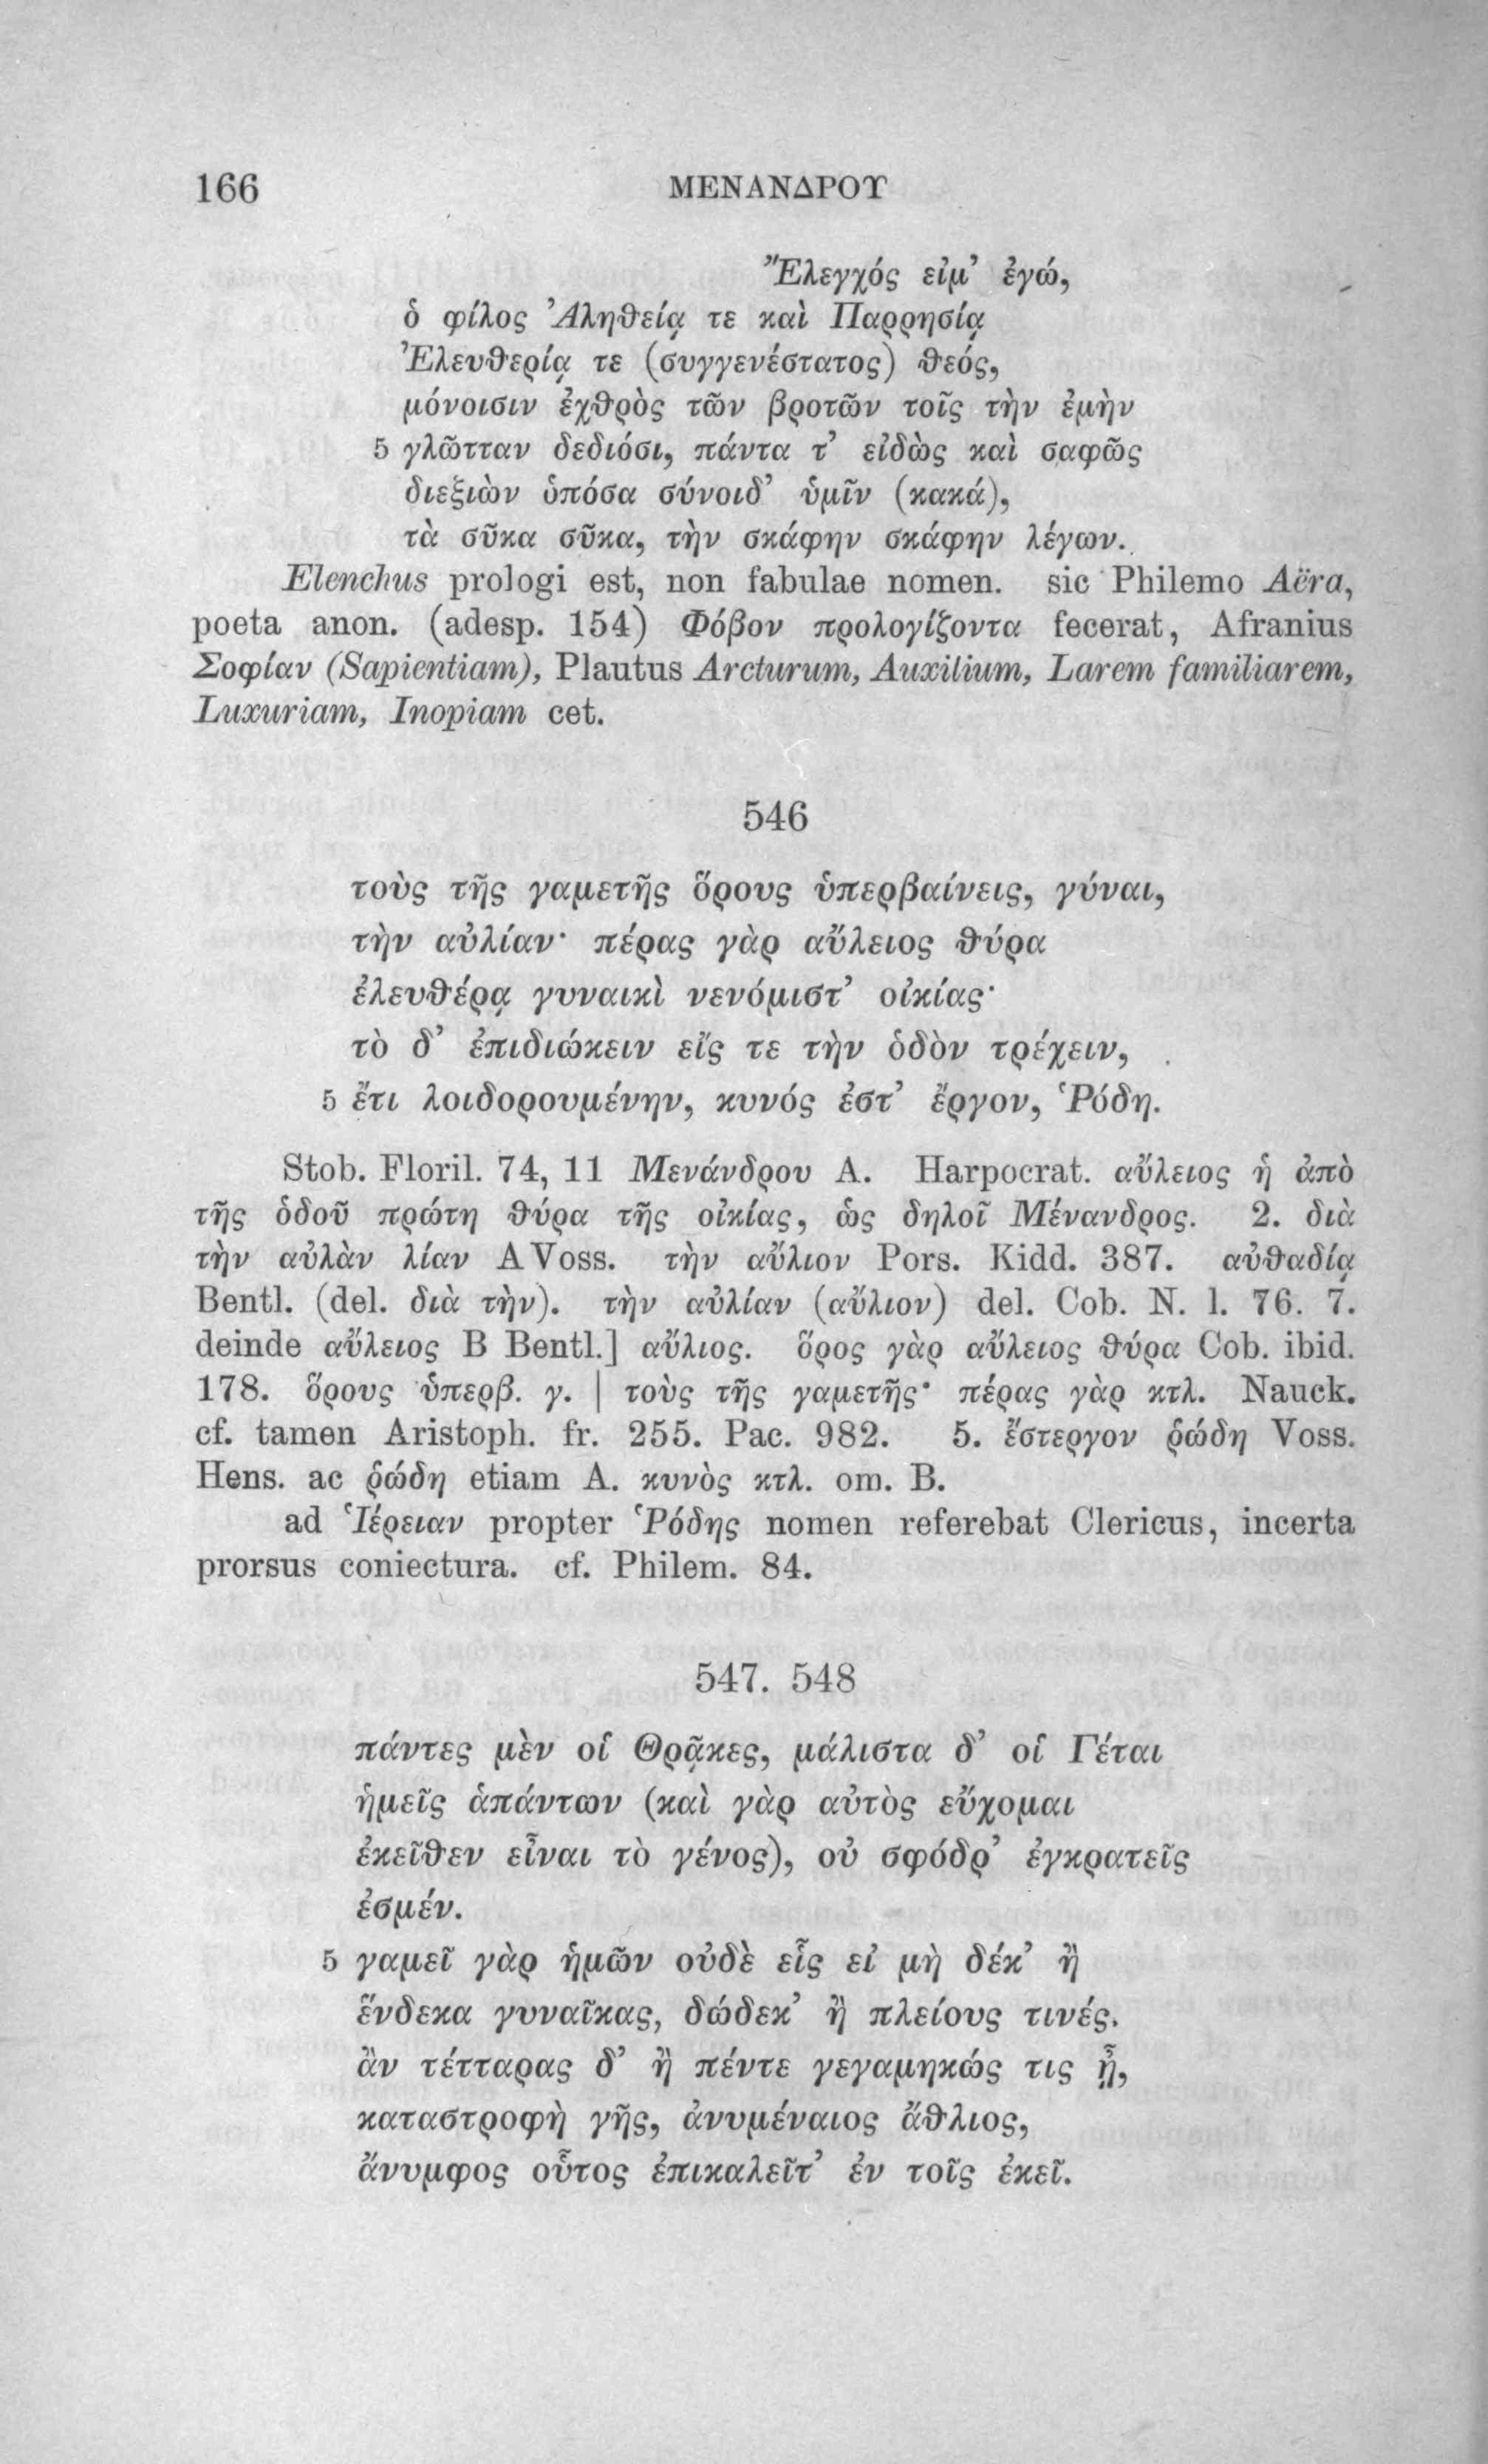 166 ΜΕΝΑΝΔΡΟΥ
Ἔλεγχός εἰμ’ ἐγώ,
ὁ φίλος Ἀληθείᾳ τε καὶ Παρρησίᾳ
Ἐλευθερίᾳ τε (συγγενέστατος) θεός,
μόνοισιν ἐχθρὸς τῶν βροτῶν τοῖς τὴν ἐμὴν
5 γλῶτταν δεδιόσι, πάντα τ’ εἰδὼς καὶ σαφῶς
διεξιὼν ὁπόσα σύνοιδ’ ὑμῖν (κακά),
τὰ σῦκα σῦκα, τὴν σκάφην σκάφην λέγων.
Elenchus prologi est, non fabulae nomen. sic Philemo Aëra,
poeta anon. (adesp. 154) Φόβον προλογίζοντα fecerat, Afranius
Σοφίαν (Sapientiam), Plautus Arcturum, Auxilium, Larem familiarem,
Luxuriam, Inopiam cet.
546
τοὺς τῆς γαμετῆς ὅρους ὑπερβαίνεις, γύναι,
τὴν αὐλίαν· πέρας γὰρ αὔλειος θύρα
ἐλευθέρᾳ γυναικὶ νενόμιστ’ οἰκίας·
τὸ δ’ ἐπιδιώκειν εἴς τε τὴν ὁδὸν τρέχειν,
5 ἔτι λοιδορουμένην, κυνός ἐστ’ ἔργον, Ῥόδη.
Stob. Floril. 74, 11 Μενάνδρου A. Harpocrat. αὔλειος ἡ ἀπὸ
τῆς ὁδοῦ πρώτη θύρα τῆς οἰκίας, ὡς δηλοῖ Μένανδρος. 2. διὰ
τὴν αὐλὰν λίαν A Voss. τὴν αὔλιον Pors. Kidd. 387. αὐθαδίᾳ
Bentl. (del. διὰ τὴν). τὴν αὐλίαν (αὔλιον) del. Cob. N. l. 76. 7.
deinde αὔλειος B Bentl.] αὔλιος. ὅρος γὰρ αὔλειος θύρα Cob. ibid.
178. ὅρους ὑπερβ. γ. | τοὺς τῆς γαμετῆς· πέρας γὰρ κτλ. Nauck.
cf. tamen Aristoph. fr. 255. Pac. 982. 5. ἔστεργον ῥώδη Voss.
Hens. ac ῥώδη etiam A. κυνὸς κτλ. om. B.
ad Ἱέρειαν propter Ῥόδης nomen referebat Clericus, incerta
prorsus coniectura. cf. Philem. 84.
547. 548
πάντες μὲν οἱ Θρᾷκες, μάλιστα δ’ οἱ Γέται
ἡμεῖς ἁπάντων (καὶ γὰρ αὐτὸς εὔχομαι
ἐκεῖθεν εἶναι τὸ γένος), οὐ σφόδρ’ ἐγκρατεῖς
ἐσμέν.
5 γαμεῖ γὰρ ἡμῶν οὐδὲ εἷς εἰ μὴ δέκ’ ἢ
ἕνδεκα γυναῖκας, δώδεκ’ ἢ πλείους τινές.
ἂν τέτταρας δ’ ἢ πέντε γεγαμηκώς τις ᾖ,
καταστροφὴ γῆς, ἀνυμέναιος ἄθλιος,
ἄνυμφος οὗτος ἐπικαλεῖτ’ ἐν τοῖς ἐκεῖ.